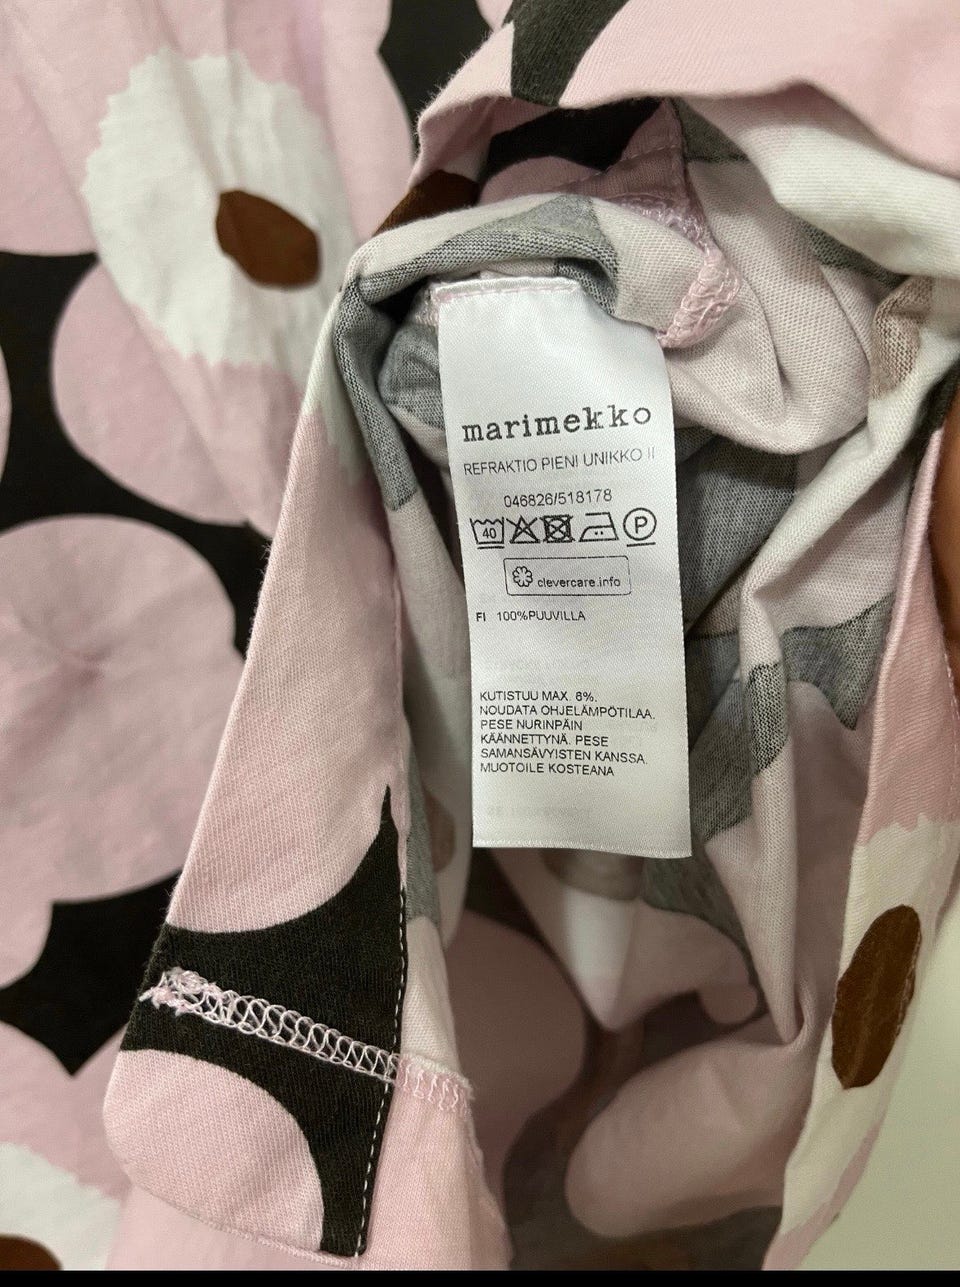 marimekko
REFRAKTIO PIENI UNIKKO II
046826/518178
40 P
clevercare.info
FI 100%PUUVILLA
KUTISTUU MAX. 6%.
NOUDATA OHJELÄMPÖTILAA.
PESE NURINPÄIN
KÄÄNNETTYNÄ. PESE
SAMANSÄVYISTEN KANSSA.
MUOTOILE KOSTEANA